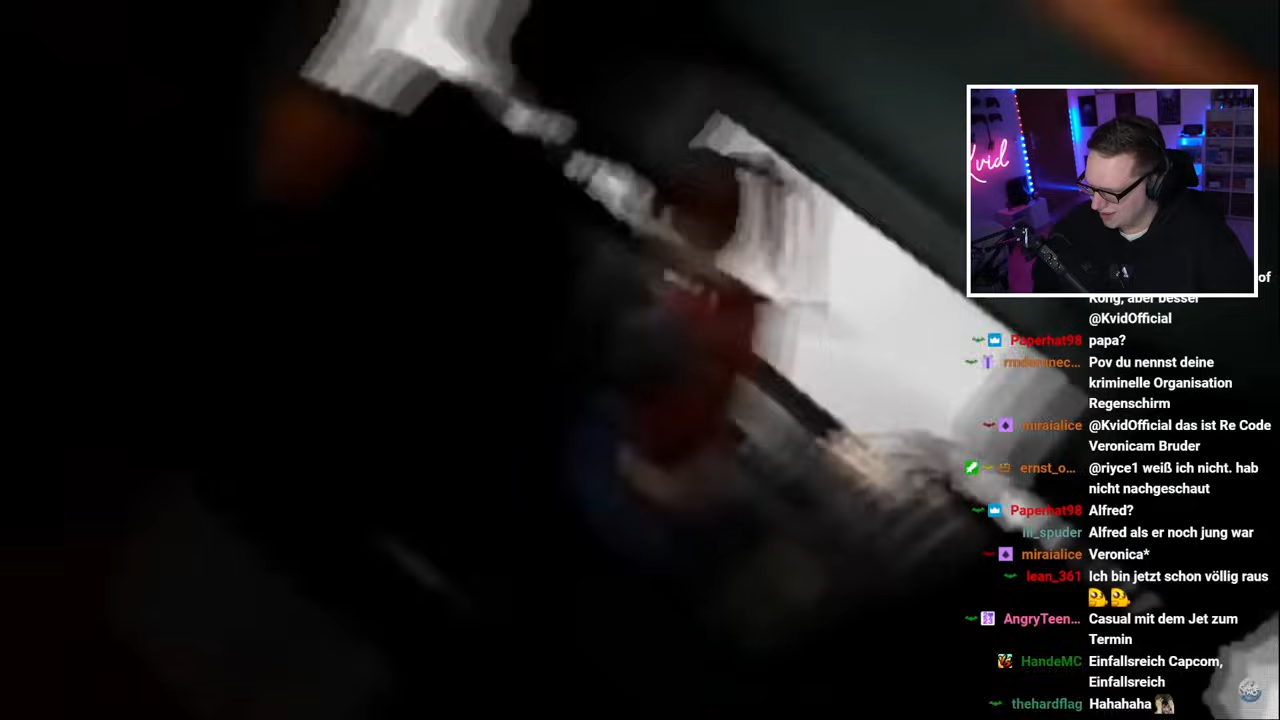 Kvid
of
Kong, aber besser
@KvidOfficial
Paperhat98 papa?
Pov du nennst deine
kriminelle Organisation
Regenschirm
miraialice @KvidOfficial das ist Re Code
Veronicam Bruder
ernst_o... @riyce1 weiß ich nicht. hab
nicht nachgeschaut
Paperhat98 Alfred?
lil_spuder Alfred als er noch jung war
miraialice Veronica*
lean_361 Ich bin jetzt schon völlig raus
AngryTeen... Casual mit dem Jet zum
Termin
HandeMC Einfallsreich Capcom,
Einfallsreich
thehardflag Hahahaha